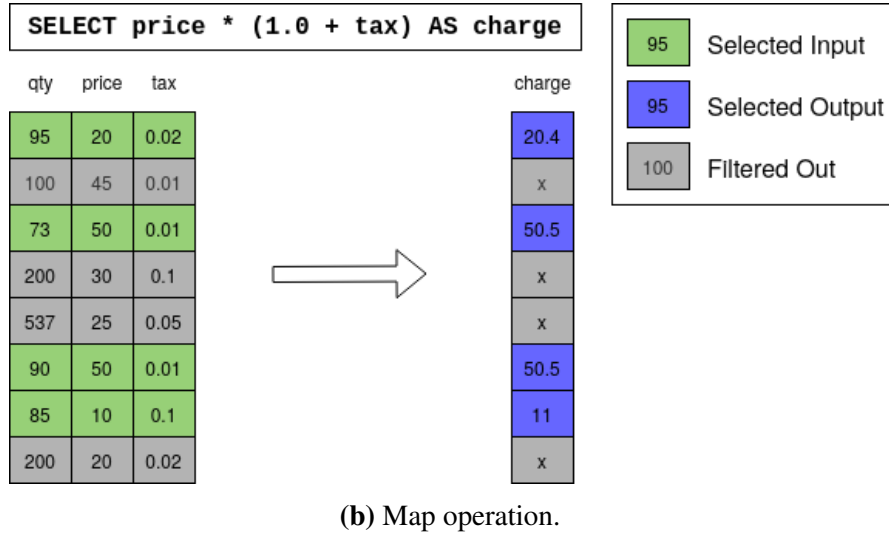 SELECT price * (1.0 + tax) AS charge
95 Selected Input
95 Selected Output
100 Filtered Out
qty price tax charge
95 20 0.02 20.4
100 45 0.01 x
73 50 0.01 50.5
200 30 0.1 x
537 25 0.05 x
90 50 0.01 50.5
85 10 0.1 11
200 20 0.02 x
(b) Map operation.